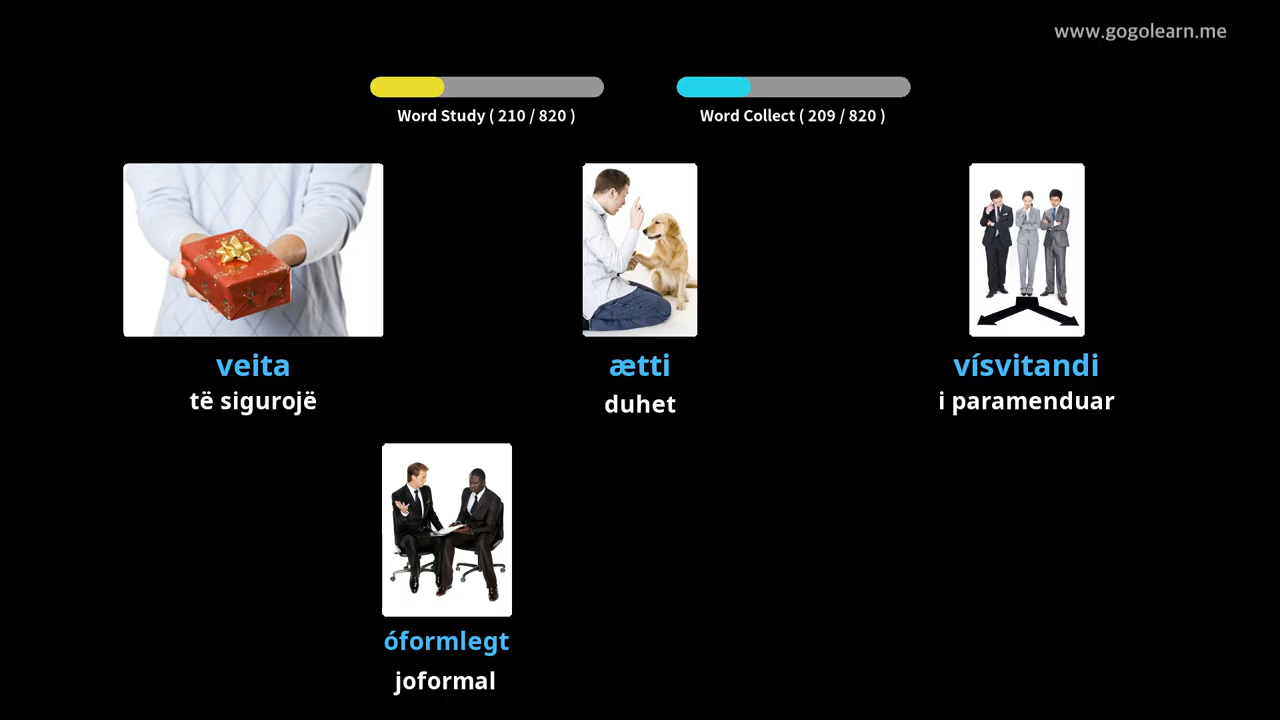 www.gogolearn.me
Word Study ( 210 / 820 )
Word Collect ( 209 / 820 )
veita
të sigurojë
ætti
duhet
vísvitandi
i paramenduar
óformlegt
joformal